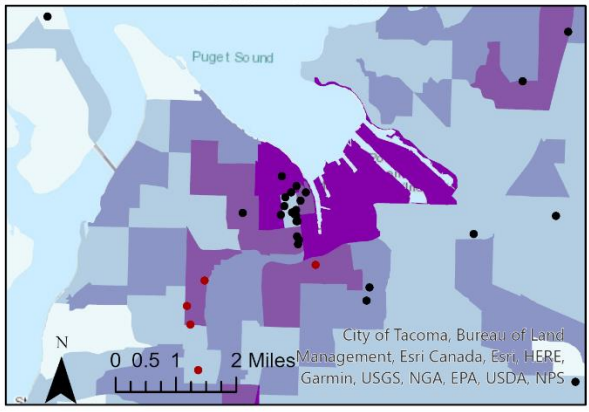 Puget Sound
N
0 0.5 1 2 Miles
City of Tacoma, Bureau of Land
Management, Esri Canada, Esri, HERE,
Garmin, USGS, NGA, EPA, USDA, NPS